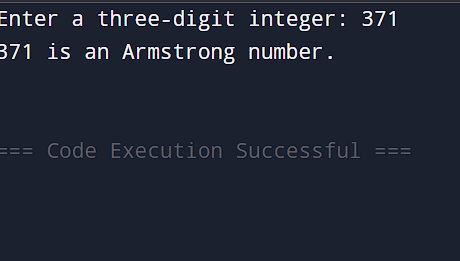 Enter a three-digit integer: 371
371 is an Armstrong number.
=== Code Execution Successful ===